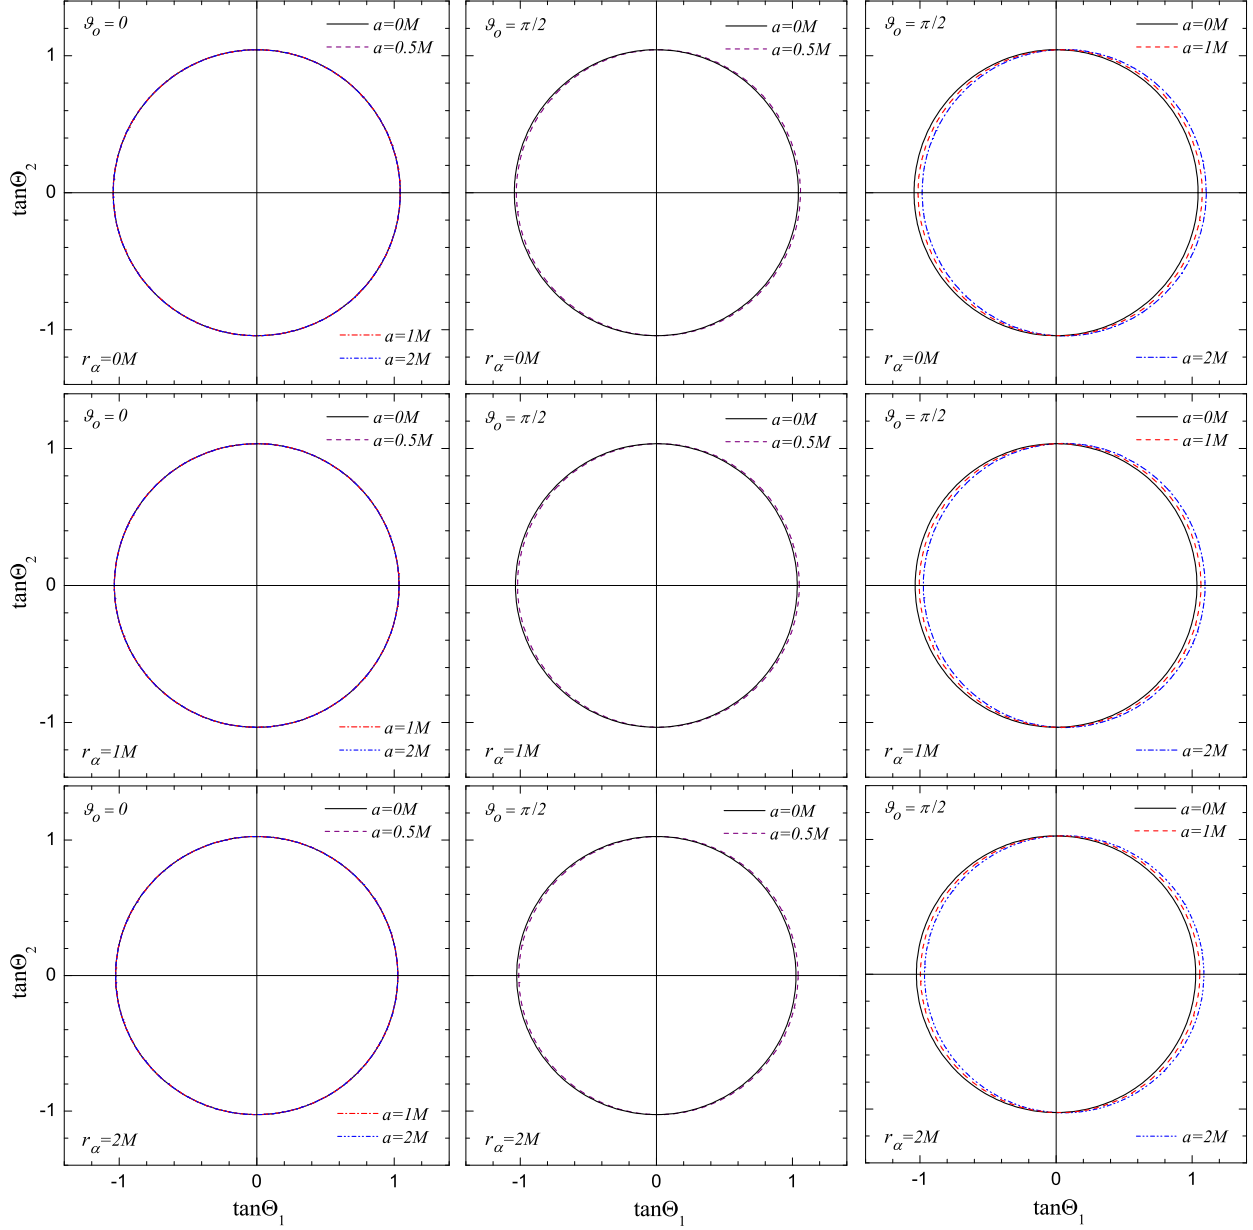 ϑo = 0
a=0M
a=0.5M
1
0
-1
tanΘ2
a=1M
a=2M
rα=0M
ϑo = π/2
a=0M
a=0.5M
rα=0M
ϑo = π/2
a=0M
a=1M
a=2M
rα=0M
ϑo = 0
a=0M
a=0.5M
1
0
-1
tanΘ2
a=1M
a=2M
rα=1M
ϑo = π/2
a=0M
a=0.5M
rα=1M
ϑo = π/2
a=0M
a=1M
a=2M
rα=1M
ϑo = 0
a=0M
a=0.5M
1
0
-1
tanΘ2
a=1M
a=2M
rα=2M
-1 0 1
tanΘ1
ϑo = π/2
a=0M
a=0.5M
rα=2M
-1 0 1
tanΘ1
ϑo = π/2
a=0M
a=1M
a=2M
rα=2M
-1 0 1
tanΘ1